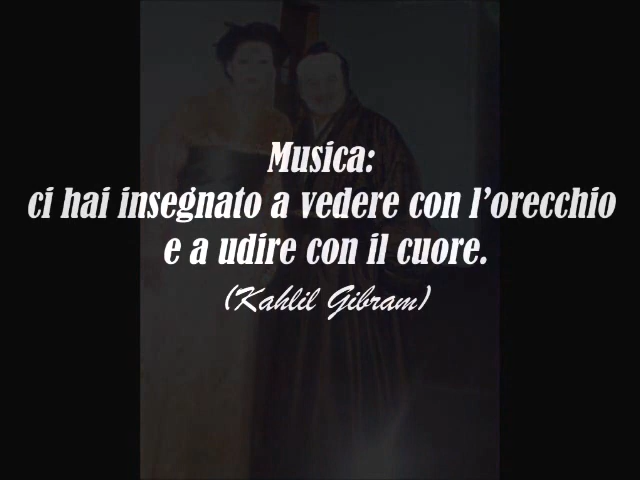 Musica:
ci hai insegnato a vedere con l’orecchio
e a udire con il cuore.
(Kahlil Gibram)